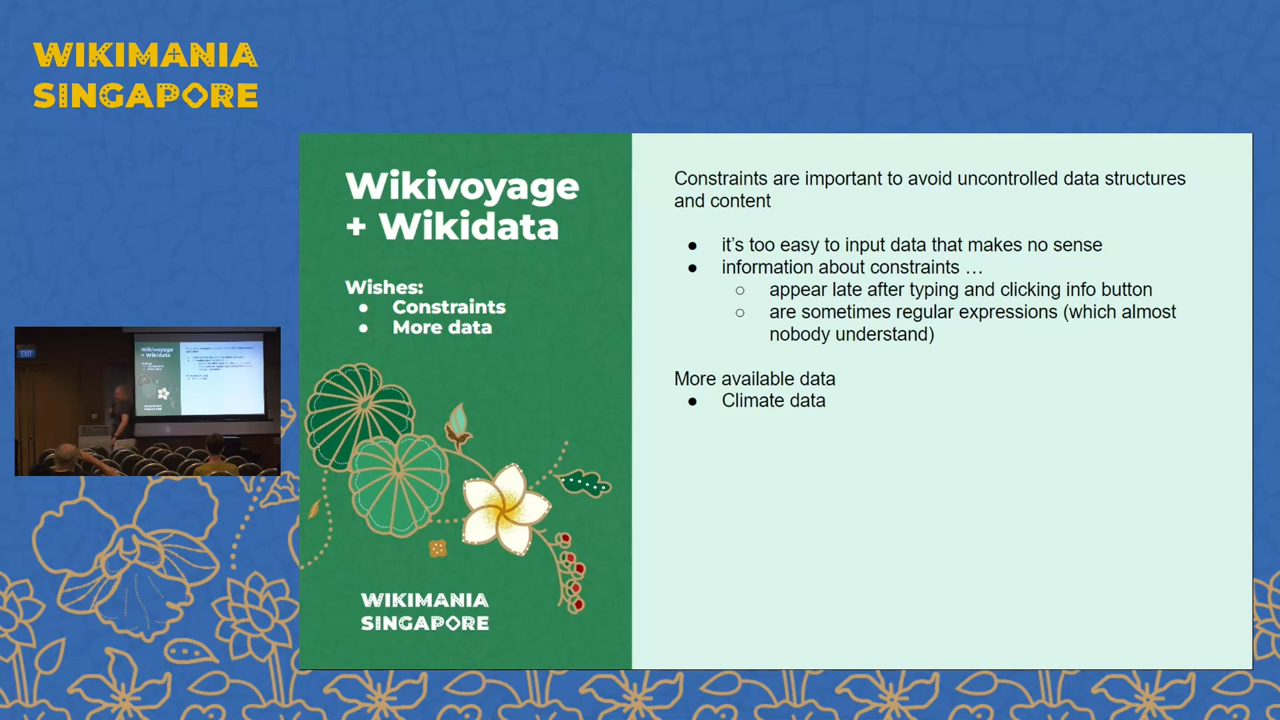 WIKIMANIA
SINGAPORE
Wikivoyage
+ Wikidata
Wishes:
● Constraints
● More data
WIKIMANIA
SINGAPORE
Constraints are important to avoid uncontrolled data structures
and content
● it's too easy to input data that makes no sense
● information about constraints …
○ appear late after typing and clicking info button
○ are sometimes regular expressions (which almost
nobody understand)
More available data
● Climate data
Wikivoyage
+ Wikidata